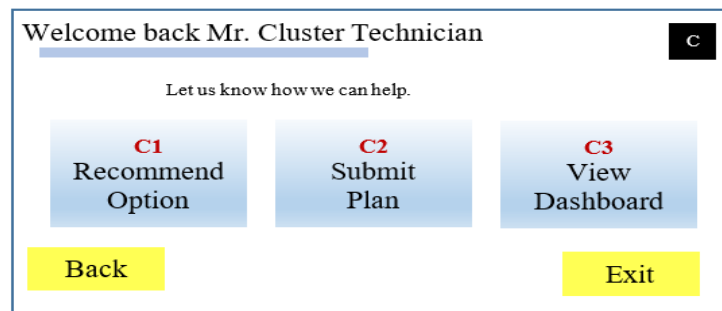 Welcome back Mr. Cluster Technician
C
Let us know how we can help.
C1
Recommend
Option
C2
Submit
Plan
C3
View
Dashboard
Back
Exit